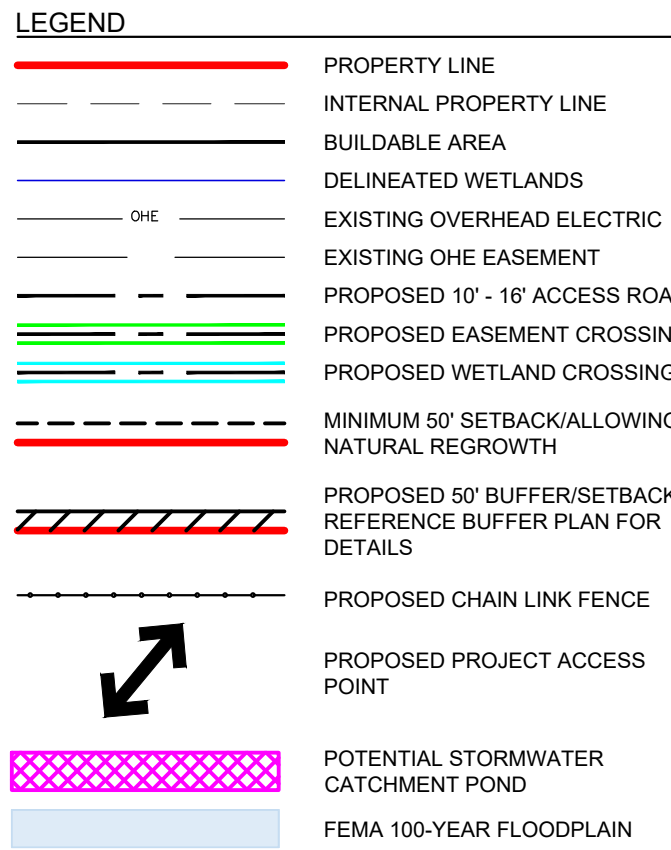 LEGEND
PROPERTY LINE
INTERNAL PROPERTY LINE
BUILDABLE AREA
DELINEATED WETLANDS
OHE
EXISTING OVERHEAD ELECTRIC
EXISTING OHE EASEMENT
PROPOSED 10' - 16' ACCESS ROA
PROPOSED EASEMENT CROSSIN
PROPOSED WETLAND CROSSING
MINIMUM 50' SETBACK/ALLOWING
NATURAL REGROWTH
PROPOSED 50' BUFFER/SETBACK
REFERENCE BUFFER PLAN FOR
DETAILS
PROPOSED CHAIN LINK FENCE
PROPOSED PROJECT ACCESS
POINT
POTENTIAL STORMWATER
CATCHMENT POND
FEMA 100-YEAR FLOODPLAIN